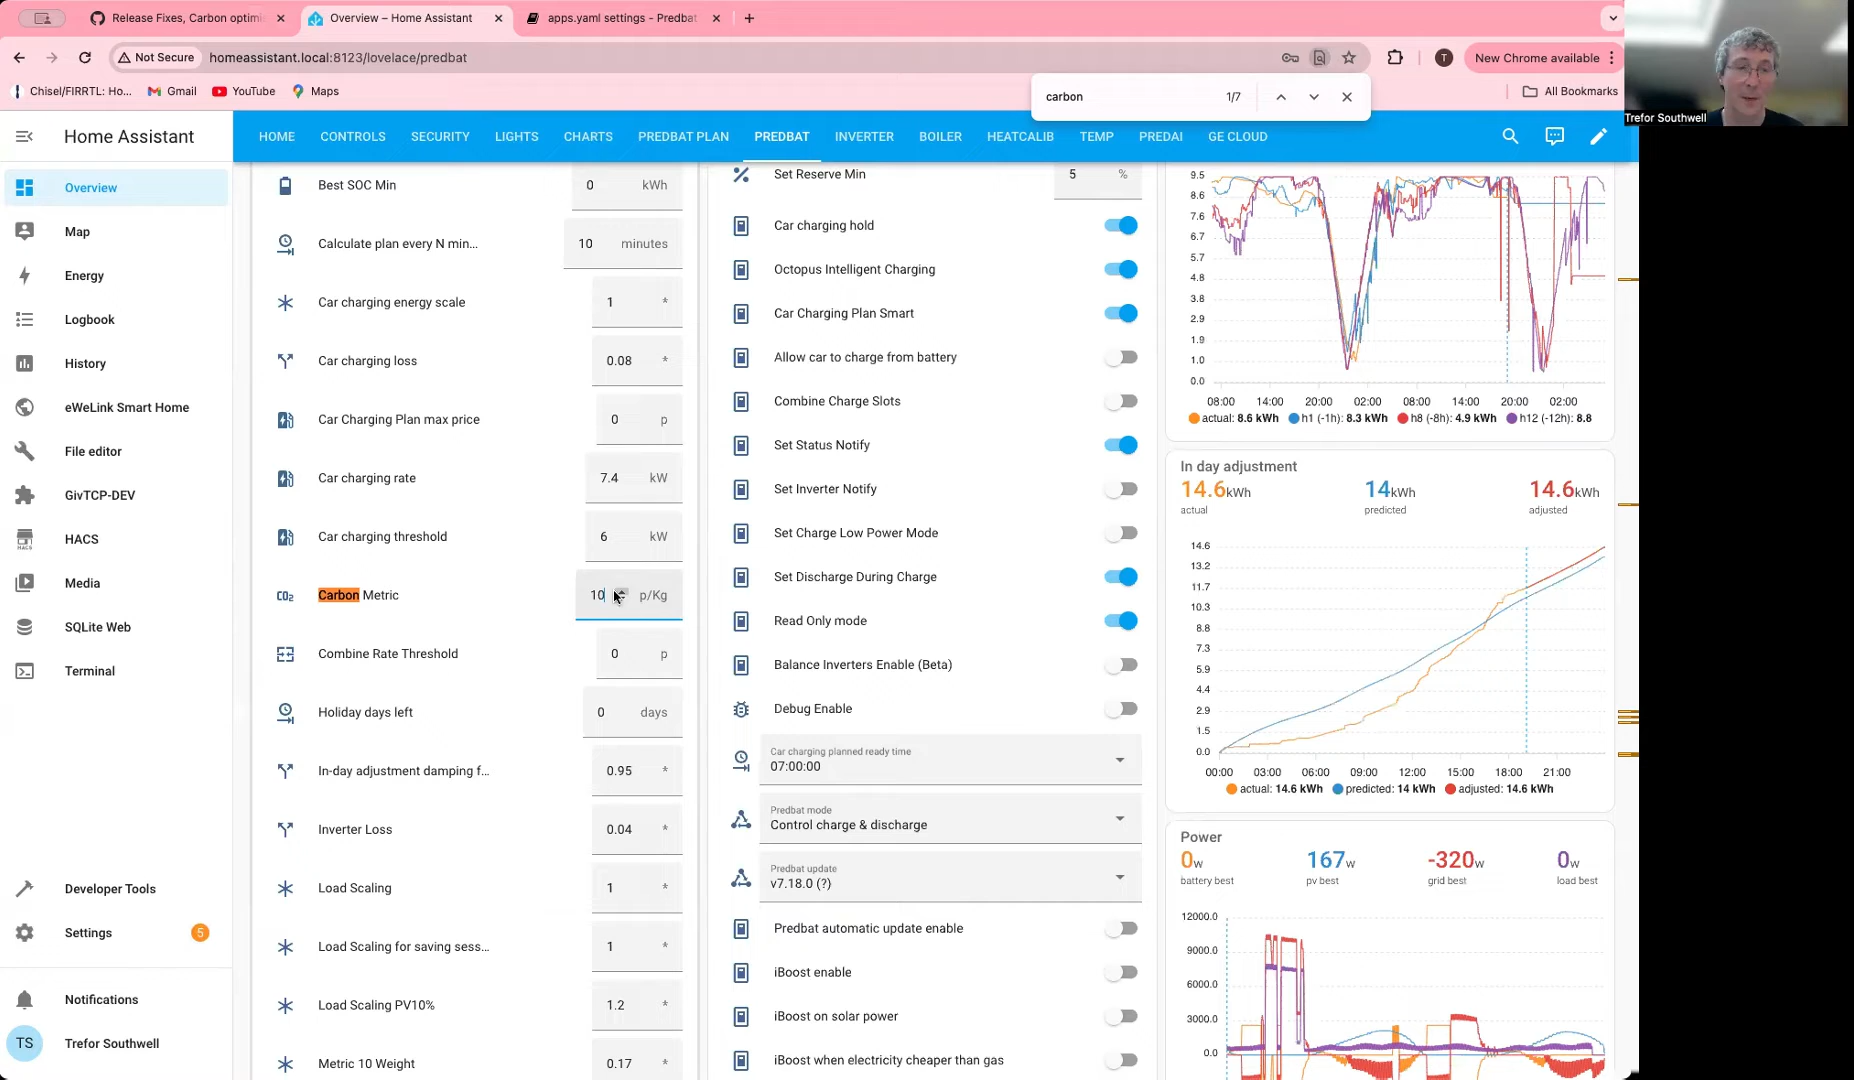 Release Fixes, Carbon optimi
Overview – Home Assistant
apps.yaml settings - Predbat
Not Secure
homeassistant.local:8123/lovelace/predbat
New Chrome available
T
Chisel/FIRRTL: Ho...
Gmail
YouTube
Maps
All Bookmarks
carbon
1/7
Trefor Southwell
Home Assistant
HOME
CONTROLS
SECURITY
LIGHTS
CHARTS
PREDBAT PLAN
PREDBAT
INVERTER
BOILER
HEATCALIB
TEMP
PREDAI
GE CLOUD
Overview
Map
Energy
Logbook
History
eWeLink Smart Home
File editor
GivTCP-DEV
HACS
HACS
Media
SQLite Web
Terminal
Developer Tools
Settings
5
Notifications
TS
Trefor Southwell
Best SOC Min
0 kWh
Calculate plan every N min...
10 minutes
Car charging energy scale
1 *
Car charging loss
0.08 *
Car Charging Plan max price
0 p
Car charging rate
7.4 kW
Car charging threshold
6 kW
CO₂
Carbon Metric
10 p/Kg
Combine Rate Threshold
0 p
Holiday days left
0 days
In-day adjustment damping f...
0.95 *
Inverter Loss
0.04 *
Load Scaling
1 *
Load Scaling for saving sess...
1 *
Load Scaling PV10%
1.2 *
Metric 10 Weight
0.17 *
Set Reserve Min
5 %
Car charging hold
Octopus Intelligent Charging
Car Charging Plan Smart
Allow car to charge from battery
Combine Charge Slots
Set Status Notify
Set Inverter Notify
Set Charge Low Power Mode
Set Discharge During Charge
Read Only mode
Balance Inverters Enable (Beta)
Debug Enable
Car charging planned ready time
07:00:00
Predbat mode
Control charge & discharge
Predbat update
v7.18.0 (?)
Predbat automatic update enable
iBoost enable
iBoost on solar power
iBoost when electricity cheaper than gas
9.5
8.6
7.6
6.7
5.7
4.8
3.8
2.9
1.9
1.0
0.0
08:00 14:00 20:00 02:00 08:00 14:00 20:00 02:00
actual: 8.6 kWh h1 (-1h): 8.3 kWh h8 (-8h): 4.9 kWh h12 (-12h): 8.8
In day adjustment
14.6kWh 14kWh 14.6kWh
actual predicted adjusted
14.6
13.2
11.7
10.3
8.8
7.3
5.9
4.4
2.9
1.5
0.0
00:00 03:00 06:00 09:00 12:00 15:00 18:00 21:00
actual: 14.6 kWh predicted: 14 kWh adjusted: 14.6 kWh
Power
0w 167w -320w 0w
battery best pv best grid best load best
12000.0
9000.0
6000.0
3000.0
0.0